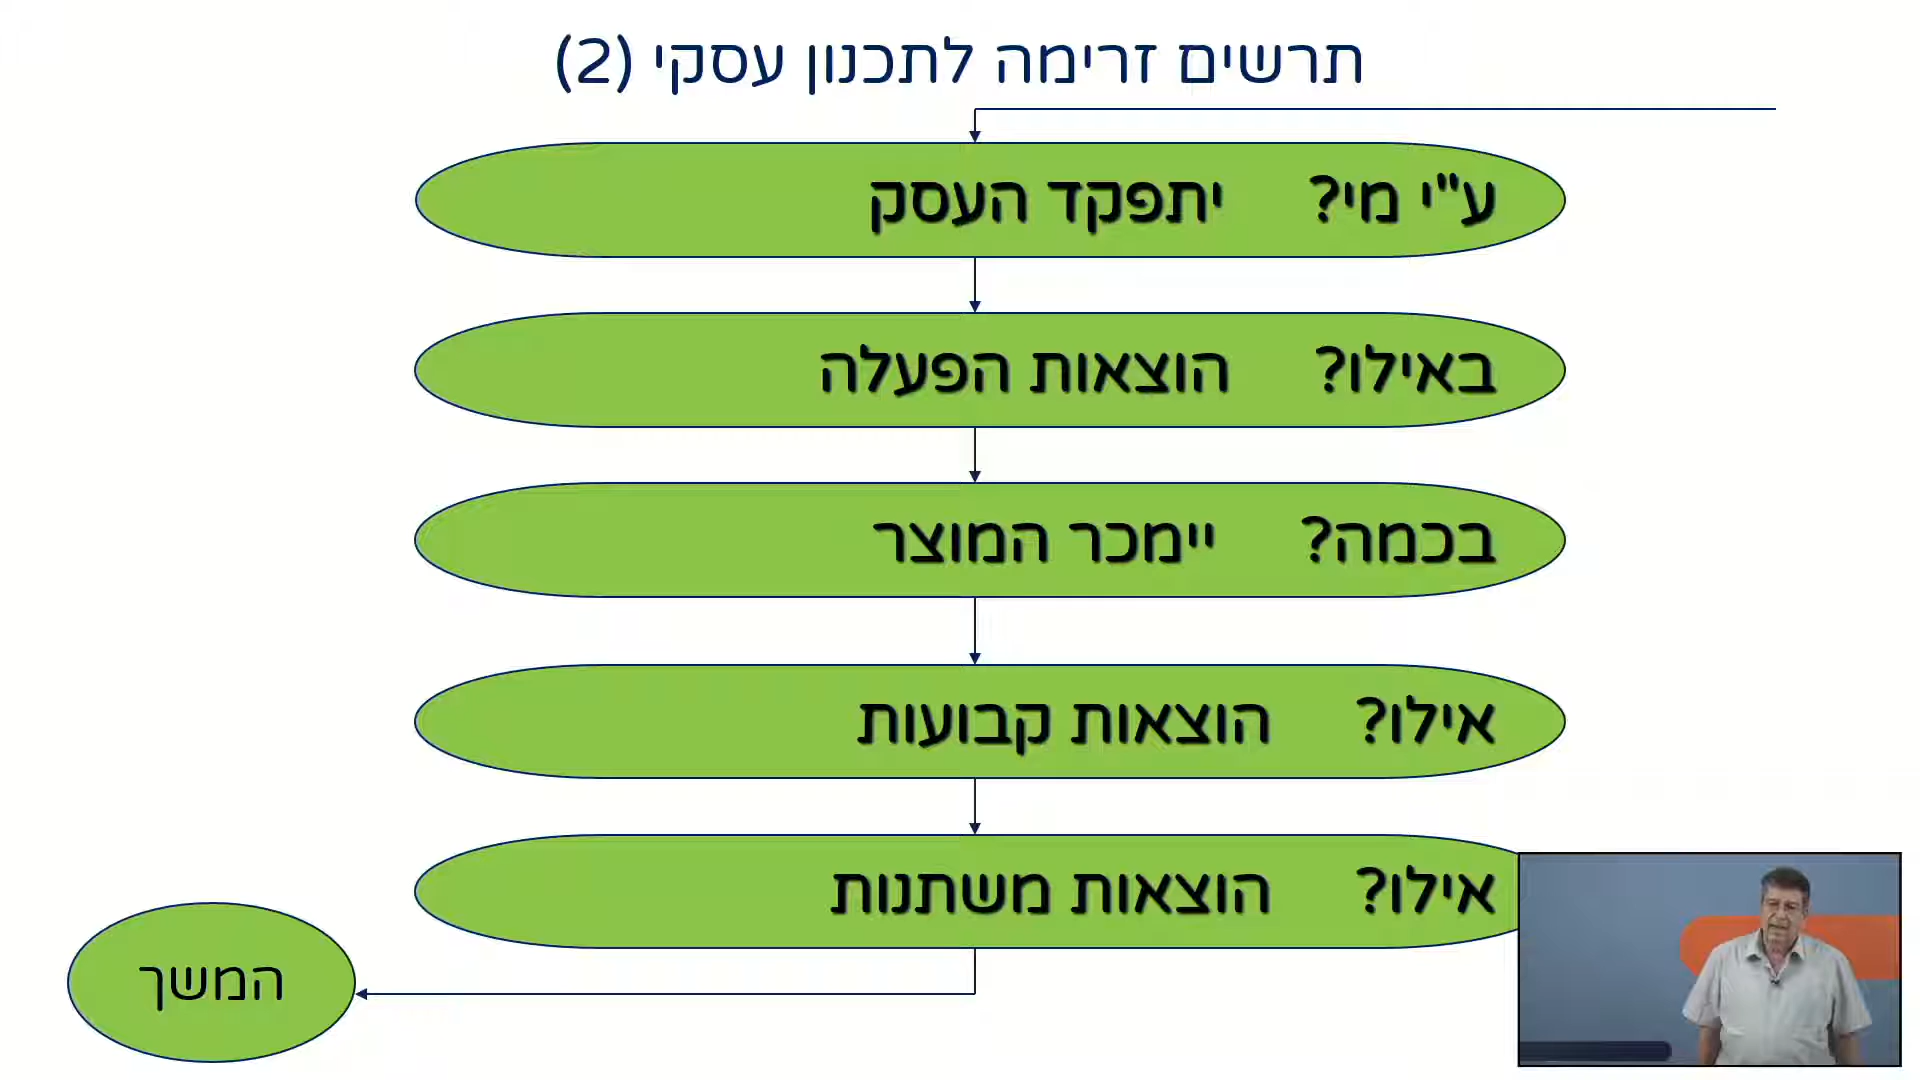 תרשים זרימה לתכנון עסקי (2)
ע"י מי? יתפקד העסק
באילו? הוצאות הפעלה
בכמה? יימכר המוצר
אילו? הוצאות קבועות
אילו? הוצאות משתנות
המשך